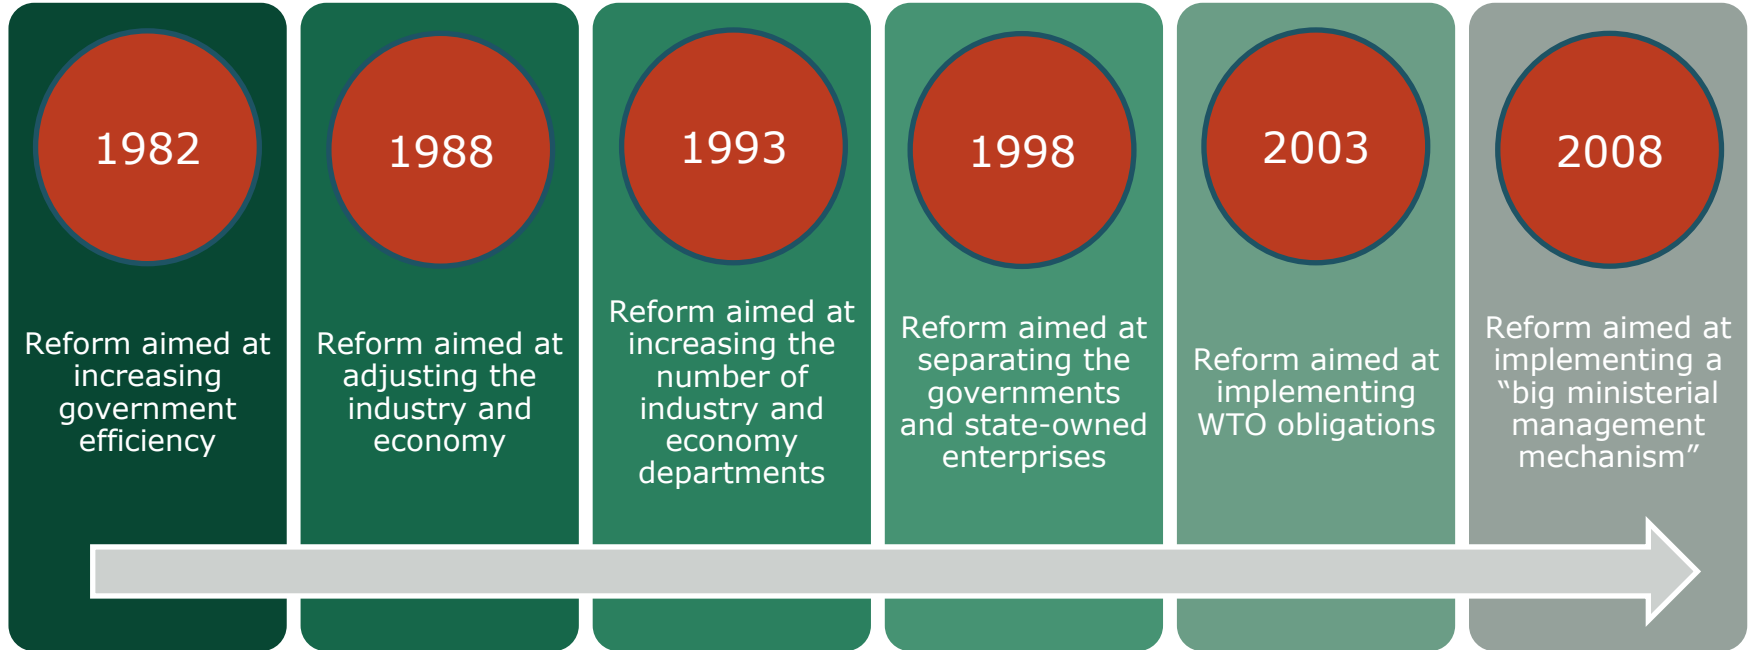 1982
Reform aimed at
increasing
government
efficiency
1988
Reform aimed at
adjusting the
industry and
economy
1993
Reform aimed at
increasing the
number of
industry and
economy
departments
1998
Reform aimed at
separating the
governments
and state-owned
enterprises
2003
Reform aimed at
implementing
WTO obligations
2008
Reform aimed at
implementing a
“big ministerial
management
mechanism”